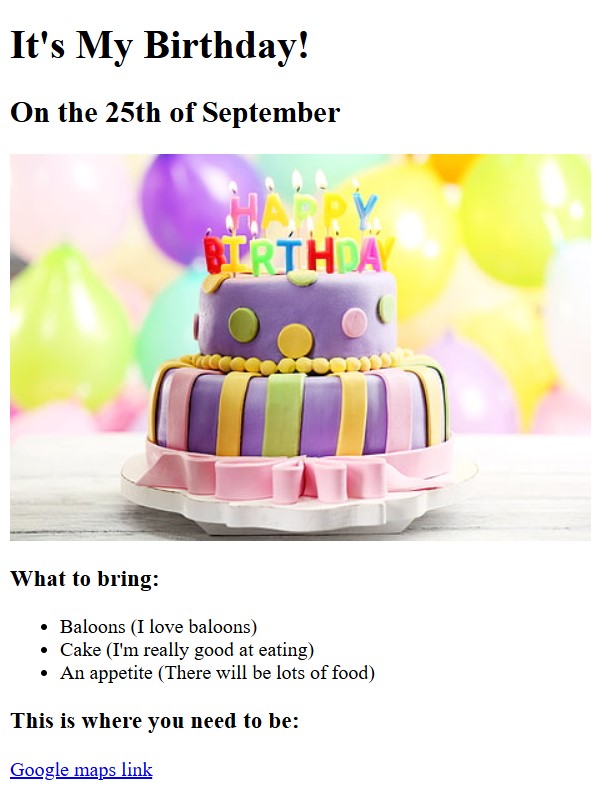 It's My Birthday!
On the 25th of September
HAPPY
BIRTHDAY
What to bring:
Baloons (I love baloons)
Cake (I'm really good at eating)
An appetite (There will be lots of food)
This is where you need to be:
Google maps link